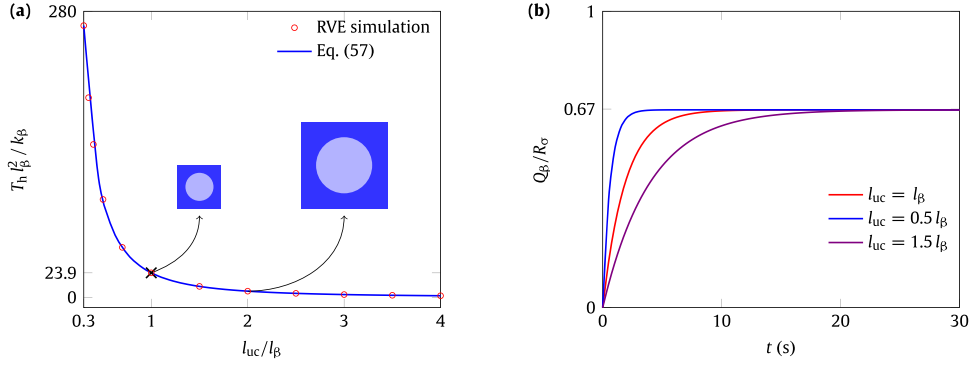 (a)
280
RVE simulation
Eq. (57)
T_h l_β^2 / k_β
23.9
0
0.3
1
2
3
4
l_uc/l_β
(b)
1
0.67
Q_β/R_σ
l_uc = l_β
l_uc = 0.5 l_β
l_uc = 1.5 l_β
0
0
10
20
30
t (s)